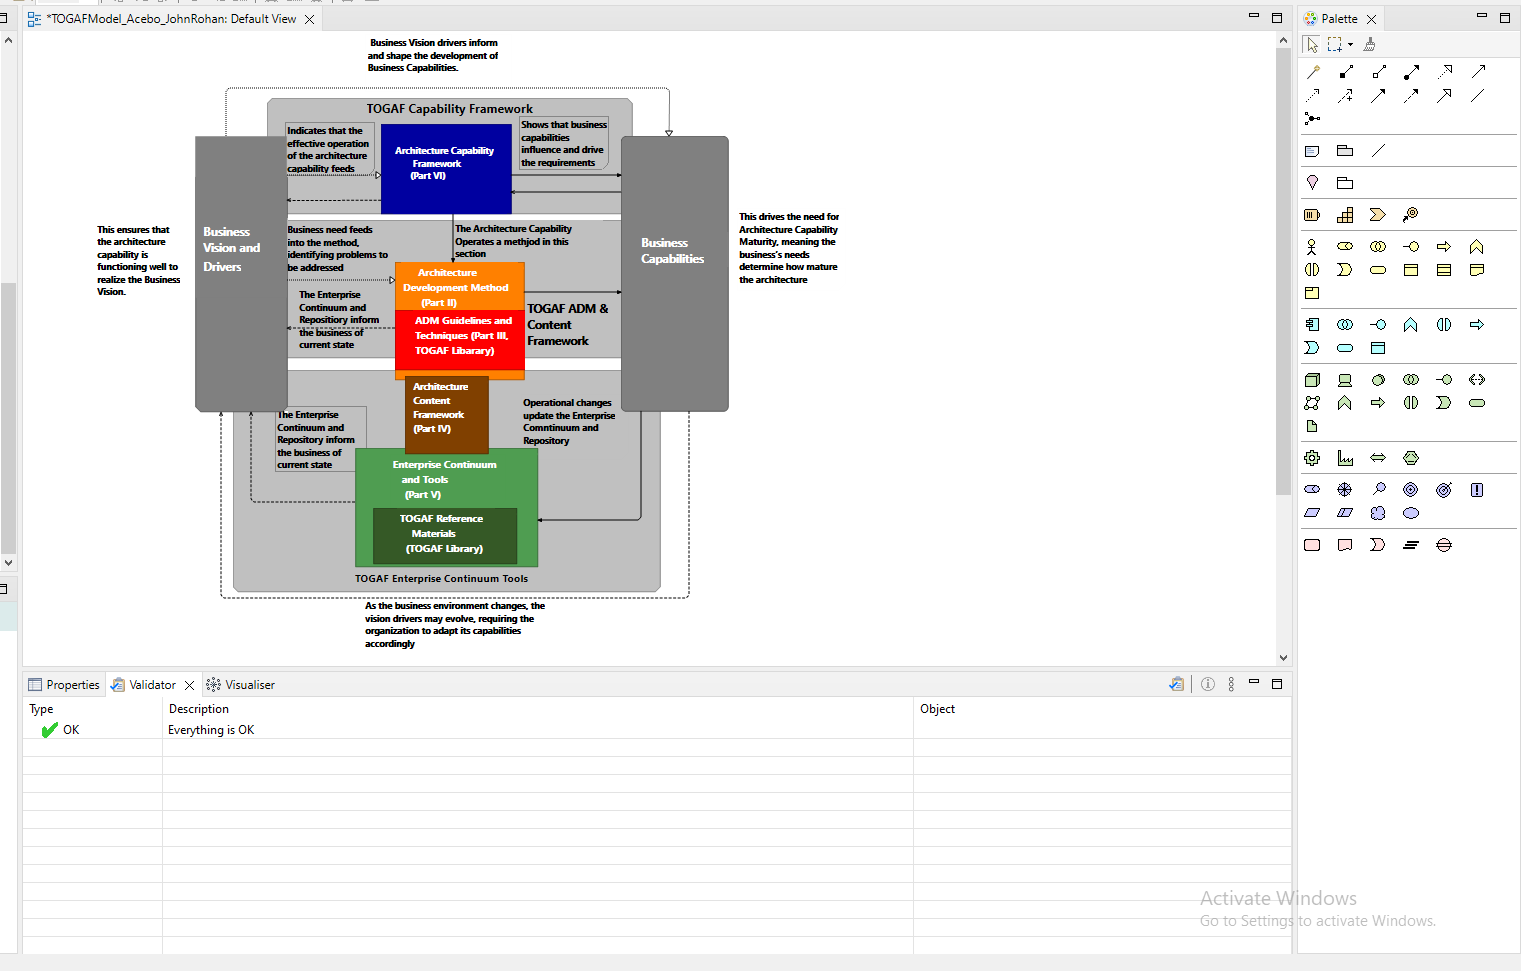 *TOGAFModel_Acebo_JohnRohan: Default View
Palette
Business Vision drivers inform
and shape the development of
Business Capabilities.
TOGAF Capability Framework
Indicates that the
effective operation
of the architecture
capability feeds
Architecture Capability
Framework
(Part VI)
Shows that business
capabilities
influence and drive
the requirements
This ensures that
the architecture
capability is
functioning well to
realize the Business
Vision.
Business
Vision and
Drivers
Business need feeds
into the method,
identifying problems to
be addressed
The Architecture Capability
Operates a methjod in this
section
Business
Capabilities
This drives the need for
Architecture Capability
Maturity, meaning the
business's needs
determine how mature
the architecture
Architecture
Development Method
(Part II)
The Enterprise
Continuum and
Repositiory inform
the business of
current state
ADM Guidelines and
Techniques (Part III,
TOGAF Libarary)
TOGAF ADM &
Content
Framework
Architecture
Content
Framework
(Part IV)
Operational changes
update the Enterprise
Comntinuum and
Repository
The Enterprise
Continuum and
Repository inform
the business of
current state
Enterprise Continuum
and Tools
(Part V)
TOGAF Reference
Materials
(TOGAF Library)
TOGAF Enterprise Continuum Tools
As the business environment changes, the
vision drivers may evolve, requiring the
organization to adapt its capabilities
accordingly
Properties
Validator
Visualiser
Type
Description
Object
OK
Everything is OK
Activate Windows
Go to Settings to activate Windows.